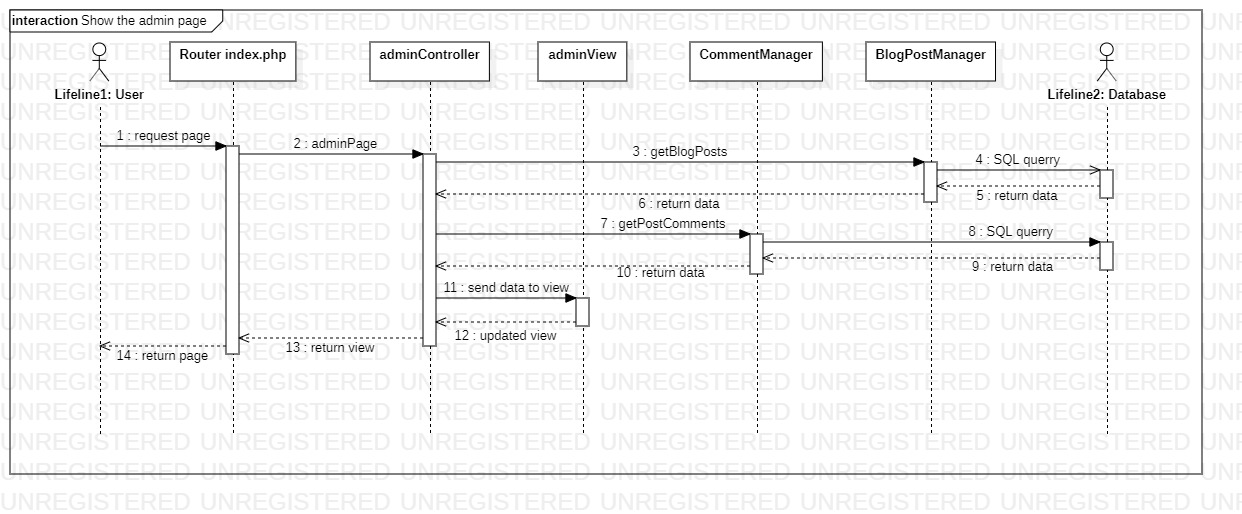 interaction Show the admin page
Lifeline1: User
Router index.php
adminController
adminView
CommentManager
BlogPostManager
Lifeline2: Database
1 : request page
2 : adminPage
3 : getBlogPosts
4 : SQL querry
5 : return data
6 : return data
7 : getPostComments
8 : SQL querry
9 : return data
10 : return data
11 : send data to view
12 : updated view
13 : return view
14 : return page
UNREGISTERED UNREGISTERED UNREGISTERED UNREGISTERED UNREGISTERED UNREGISTERED